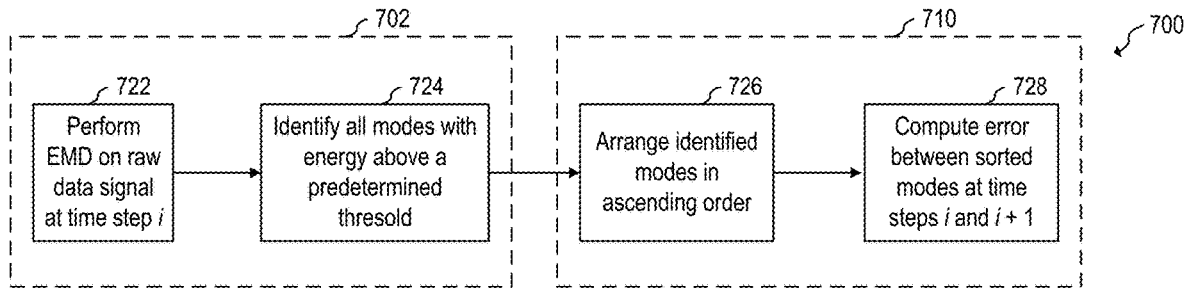 702
710
700
722
724
726
728
Perform
EMD on raw
data signal
at time step i
Identify all modes with
energy above a
predetermined
thresold
Arrange identified
modes in
ascending order
Compute error
between sorted
modes at time
steps i and i + 1